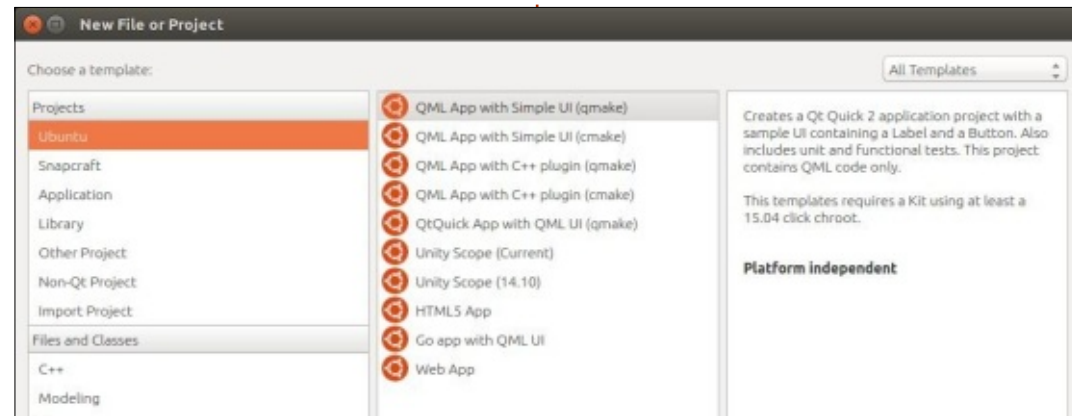 New File or Project
Choose a template:
All Templates
Projects
Ubuntu
Snapcraft
Application
Library
Other Project
Non-Qt Project
Import Project
Files and Classes
C++
Modeling
QML App with Simple UI (qmake)
QML App with Simple UI (cmake)
QML App with C++ plugin (qmake)
QML App with C++ plugin (cmake)
QtQuick App with QML UI (qmake)
Unity Scope (Current)
Unity Scope (14.10)
HTML5 App
Go app with QML UI
Web App
Creates a Qt Quick 2 application project with a
sample UI containing a Label and a Button. Also
includes unit and functional tests. This project
contains QML code only.
This templates requires a Kit using at least a
15.04 click chroot.
Platform independent